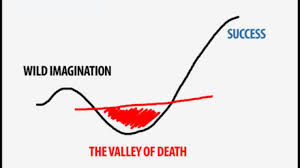 SUCCESS
WILD IMAGINATION
THE VALLEY OF DEATH